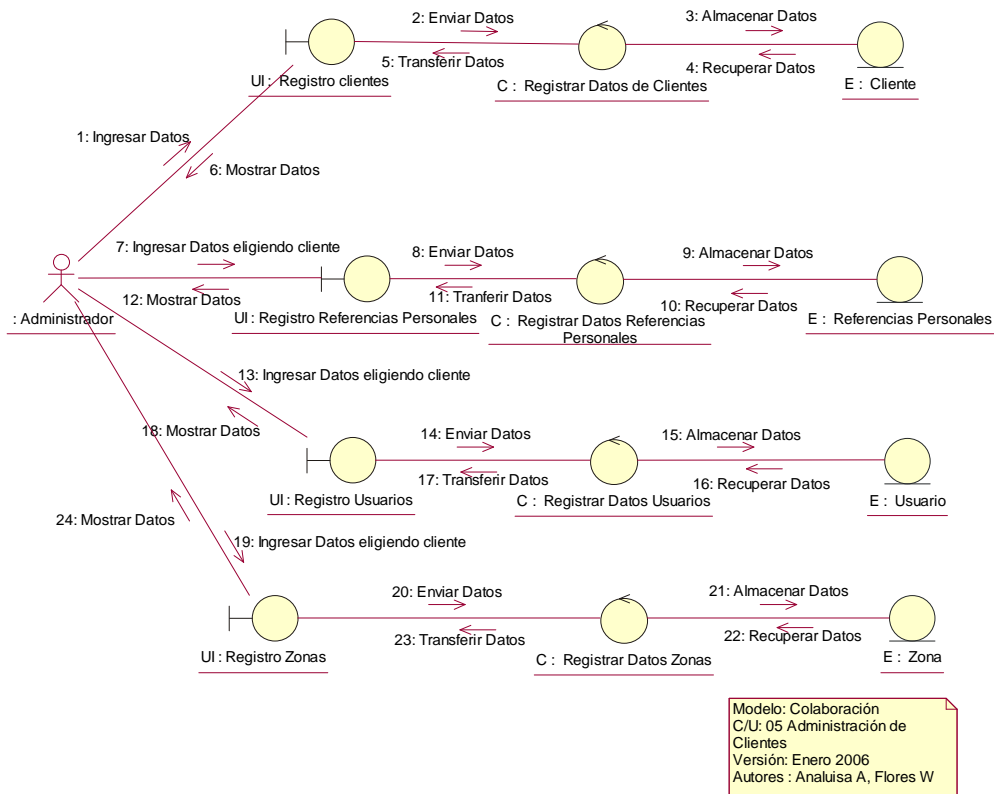 2: Enviar Datos
3: Almacenar Datos
5: Transferir Datos
4: Recuperar Datos
UI : Registro clientes
C : Registrar Datos de Clientes
E : Cliente
1: Ingresar Datos
6: Mostrar Datos
7: Ingresar Datos eligiendo cliente
8: Enviar Datos
9: Almacenar Datos
12: Mostrar Datos
11: Tranferir Datos
10: Recuperar Datos
: Administrador
UI : Registro Referencias Personales
C : Registrar Datos Referencias
Personales
E : Referencias Personales
13: Ingresar Datos eligiendo cliente
18: Mostrar Datos
14: Enviar Datos
15: Almacenar Datos
17: Transferir Datos
16: Recuperar Datos
UI : Registro Usuarios
C : Registrar Datos Usuarios
E : Usuario
24: Mostrar Datos
19: Ingresar Datos eligiendo cliente
20: Enviar Datos
21: Almacenar Datos
23: Transferir Datos
22: Recuperar Datos
UI : Registro Zonas
C : Registrar Datos Zonas
E : Zona
Modelo: Colaboración
C/U: 05 Administración de
Clientes
Versión: Enero 2006
Autores : Analuisa A, Flores W